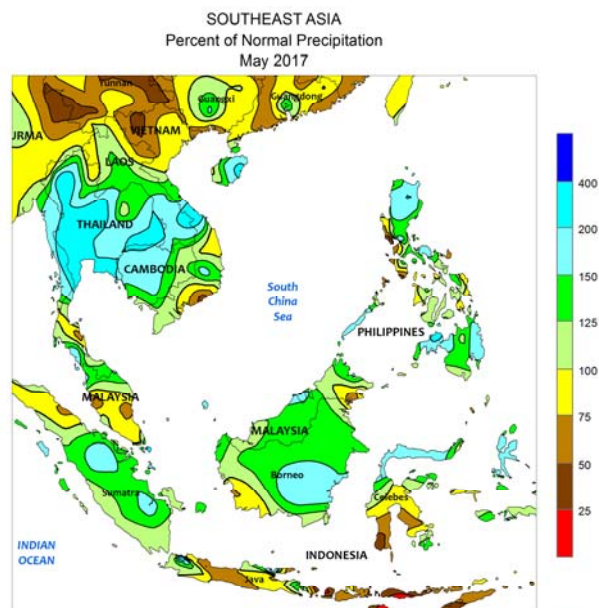 SOUTHEAST ASIA
Percent of Normal Precipitation
May 2017
Yunnan
Guangxi
Guangdong
URMA
VIETNAM
LAOS
THAILAND
CAMBODIA
South
China
Sea
PHILIPPINES
MALAYSIA
MALAYSIA
Borneo
Sumatra
Celebes
INDIAN
OCEAN
INDONESIA
Java
400
200
150
125
100
75
50
25